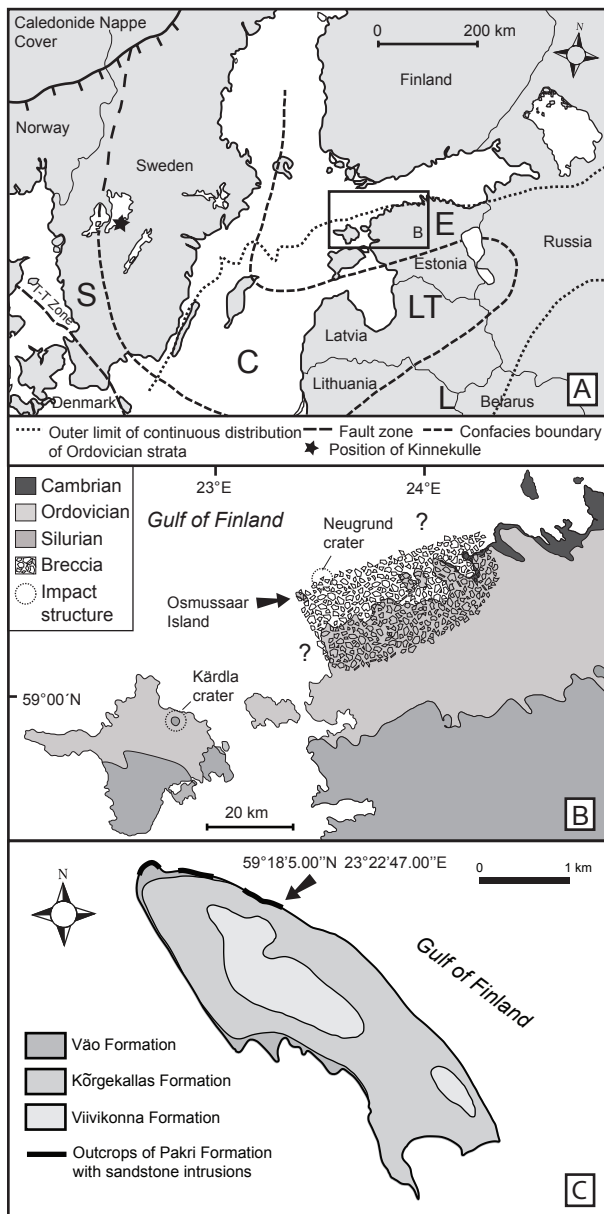 Caledonide Nappe
Cover
0 200 km
N
Finland
Norway
Sweden
B
E
Russia
Estonia
S
T-T Zone
LT
Latvia
C
Lithuania
L
Denmark
Belarus
A
Outer limit of continuous distribution
of Ordovician strata
Fault zone
Confacies boundary
Position of Kinnekulle
23°E
24°E
Cambrian
Ordovician
Silurian
Breccia
Impact
structure
Gulf of Finland
?
Neugrund
crater
Osmussaar
Island
?
Kärdla
crater
59°00´N
20 km
B
59°18’5.00’’N 23°22’47.00’’E
0 1 km
N
Gulf of Finland
Väo Formation
Kõrgekallas Formation
Viivikonna Formation
Outcrops of Pakri Formation
with sandstone intrusions
C